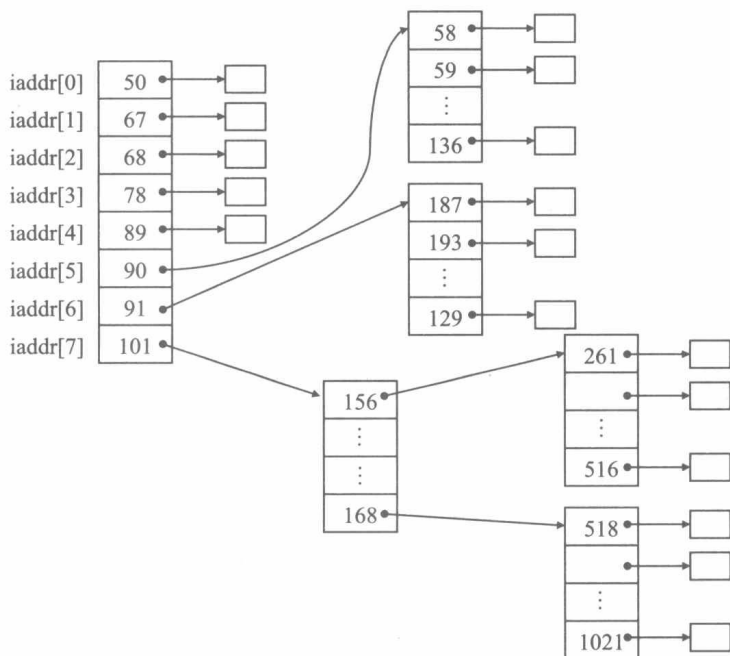 iaddr[0] 50
iaddr[1] 67
iaddr[2] 68
iaddr[3] 78
iaddr[4] 89
iaddr[5] 90
iaddr[6] 91
iaddr[7] 101
58
59
⋮
136
187
193
⋮
129
156
⋮
⋮
168
261
⋮
516
518
⋮
1021